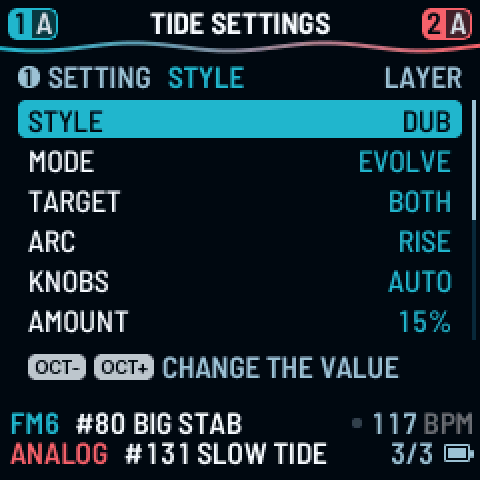 1 A TIDE SETTINGS 2 A
1 SETTING STYLE LAYER
STYLE DUB
MODE EVOLVE
TARGET BOTH
ARC RISE
KNOBS AUTO
AMOUNT 15%
OCT- OCT+ CHANGE THE VALUE
FM6 #80 BIG STAB 117 BPM
ANALOG #131 SLOW TIDE 3/3